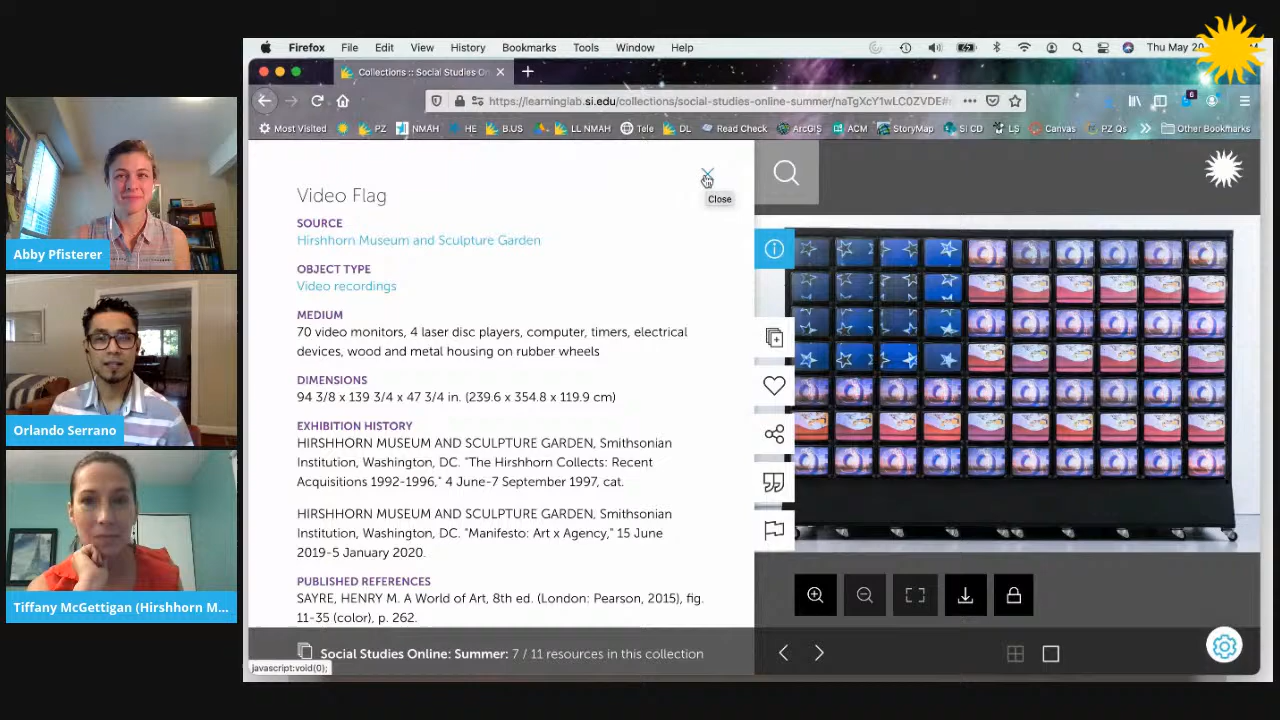 Firefox File Edit View History Bookmarks Tools Window Help
Thu May 20
Collections :: Social Studies On
https://learninglab.si.edu/collections/social-studies-online-summer/naTgXcY1wLC0ZVDE#r
6
Most Visited PZ NMAH HE B.US LL NMAH Tele DL Read Check ArcGIS ACM StoryMap Si CD LS Canvas PZ Qs Other Bookmarks
Close
Video Flag
SOURCE
Hirshhorn Museum and Sculpture Garden
OBJECT TYPE
Video recordings
MEDIUM
70 video monitors, 4 laser disc players, computer, timers, electrical
devices, wood and metal housing on rubber wheels
DIMENSIONS
94 3/8 x 139 3/4 x 47 3/4 in. (239.6 x 354.8 x 119.9 cm)
EXHIBITION HISTORY
HIRSHHORN MUSEUM AND SCULPTURE GARDEN, Smithsonian
Institution, Washington, DC. "The Hirshhorn Collects: Recent
Acquisitions 1992-1996," 4 June-7 September 1997, cat.
HIRSHHORN MUSEUM AND SCULPTURE GARDEN, Smithsonian
Institution, Washington, DC. "Manifesto: Art x Agency," 15 June
2019-5 January 2020.
PUBLISHED REFERENCES
SAYRE, HENRY M. A World of Art, 8th ed. (London: Pearson, 2015), fig.
11-35 (color), p. 262.
Social Studies Online: Summer: 7 / 11 resources in this collection
javascript:void(0);
Abby Pfisterer
Orlando Serrano
Tiffany McGettigan (Hirshhorn M...